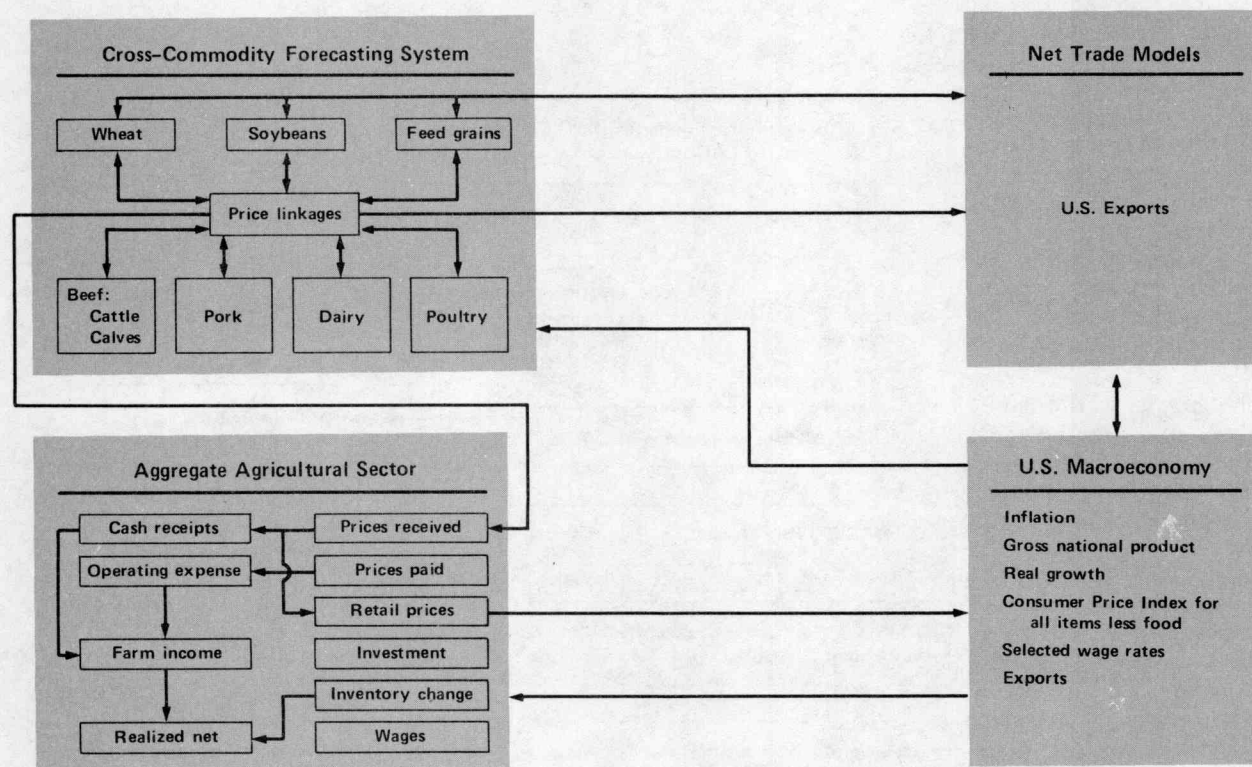 Cross-Commodity Forecasting System
Wheat
Soybeans
Feed grains
Price linkages
Beef:
Cattle
Calves
Pork
Dairy
Poultry
Net Trade Models
U.S. Exports
Aggregate Agricultural Sector
Cash receipts
Prices received
Operating expense
Prices paid
Retail prices
Farm income
Investment
Inventory change
Realized net
Wages
U.S. Macroeconomy
Inflation
Gross national product
Real growth
Consumer Price Index for
all items less food
Selected wage rates
Exports